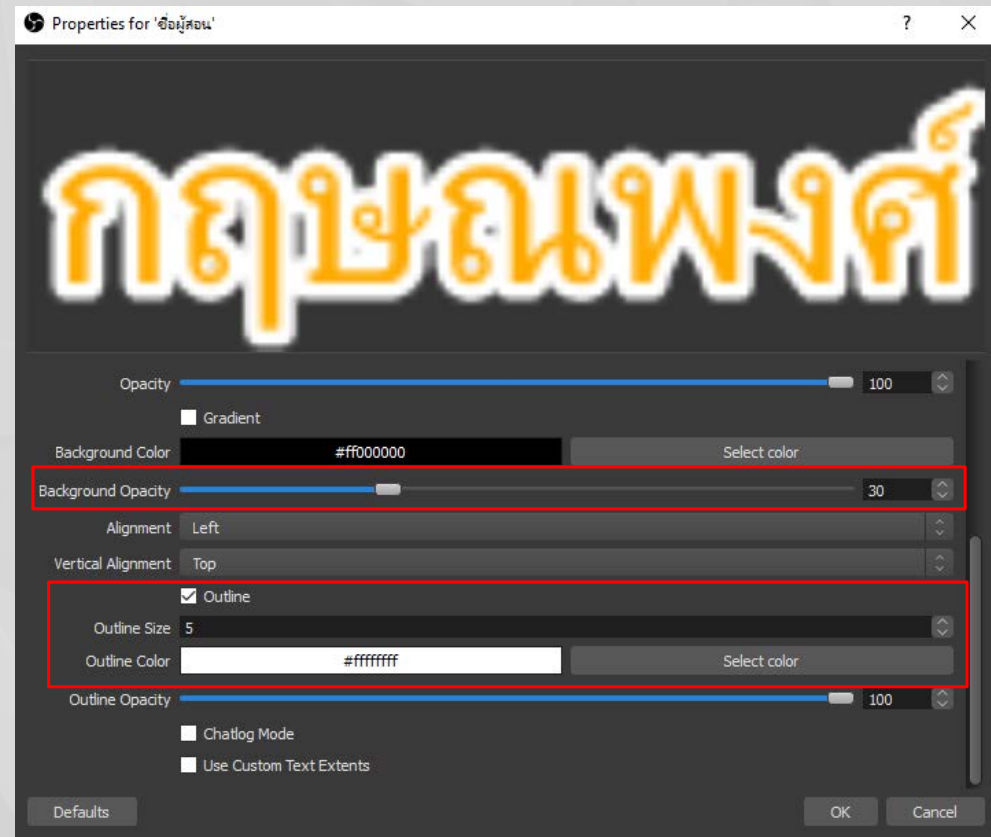 Properties for 'ชื่อผู้สอน'
กฤษณพงศ์
Opacity 100
Gradient
Background Color #ff000000 Select color
Background Opacity 30
Alignment Left
Vertical Alignment Top
Outline
Outline Size 5
Outline Color #ffffffff Select color
Outline Opacity 100
Chatlog Mode
Use Custom Text Extents
Defaults OK Cancel